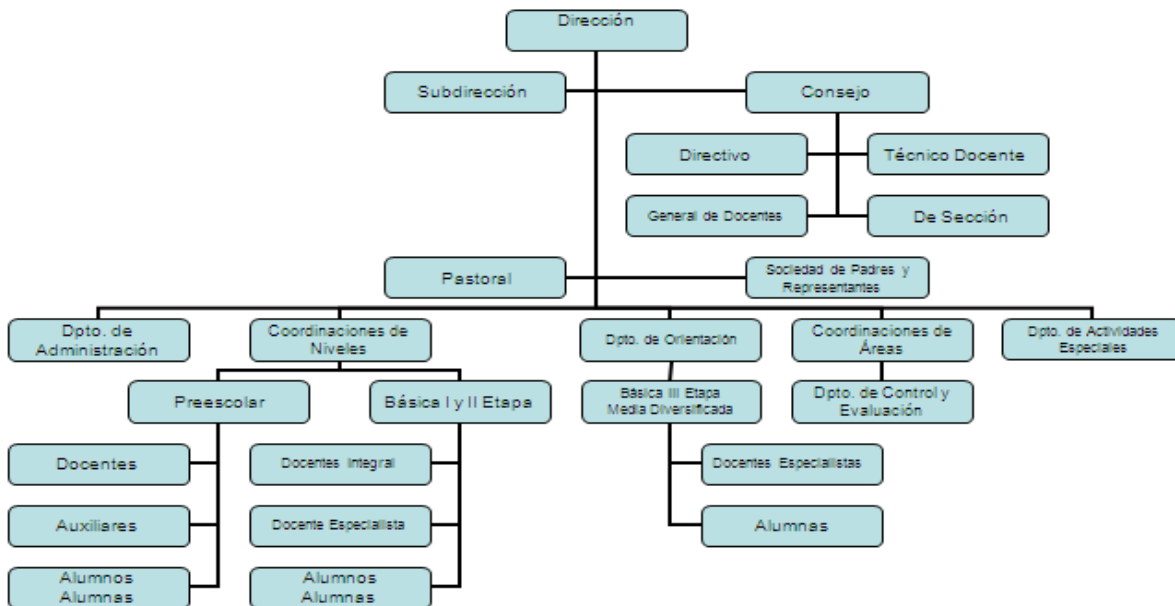 Dirección
Subdirección
Consejo
Directivo
Técnico Docente
General de Docentes
De Sección
Pastoral
Sociedad de Padres y
Representantes
Dpto. de
Administración
Coordinaciones de
Niveles
Dpto. de Orientación
Coordinaciones de
Áreas
Dpto. de Actividades
Especiales
Preescolar
Básica I y II Etapa
Básica III Etapa
Media Diversificada
Dpto. de Control y
Evaluación
Docentes
Docentes Integral
Docentes Especialistas
Auxiliares
Docente Especialista
Alumnas
Alumnos
Alumnas
Alumnos
Alumnas